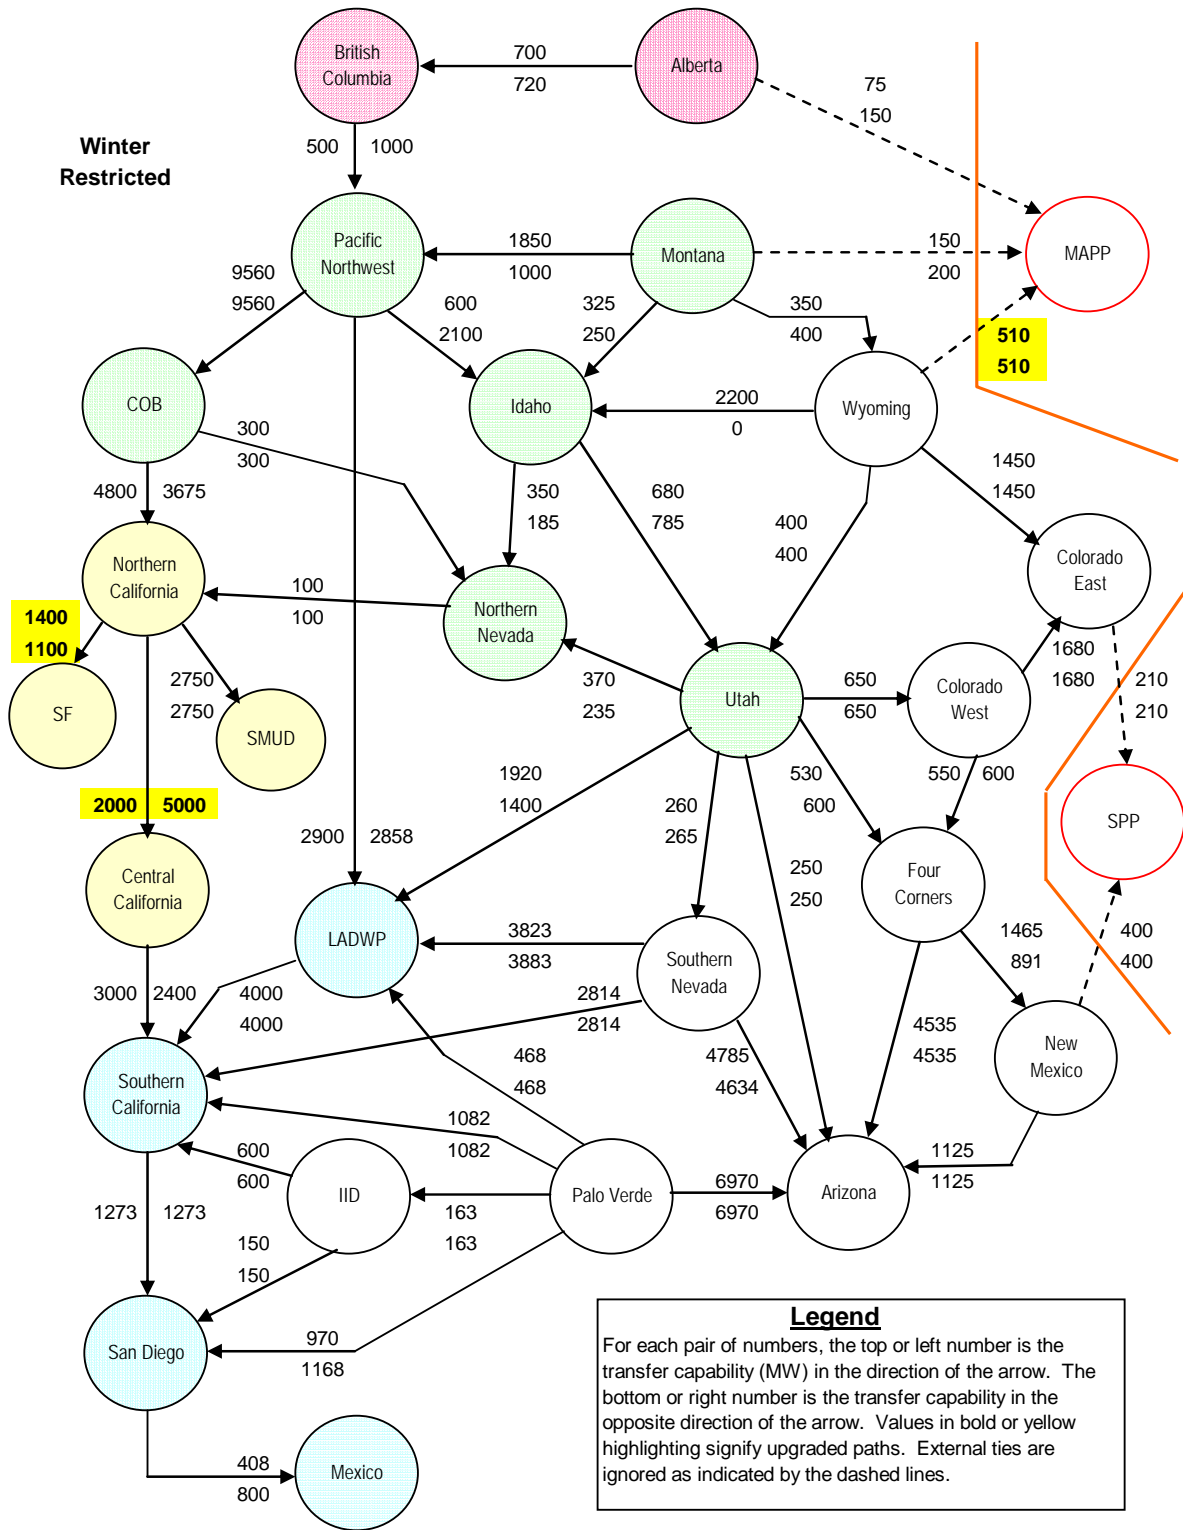 British
Columbia
700
720
Alberta
75
150
Winter
Restricted
500 1000
Pacific
Northwest
1850
1000
Montana
150
200
MAPP
9560
9560
600
2100
325
250
350
400
510
510
COB
Idaho
2200
0
Wyoming
300
300
1450
1450
4800 3675
350
185
680
785
400
400
Northern
California
Colorado
East
100
100
Northern
Nevada
1400
1100
SF
2750
2750
SMUD
370
235
Utah
650
650
Colorado
West
1680
1680
210
210
2000 5000
1920
1400
260
265
530
600
550 600
SPP
2900 2858
250
250
Central
California
Four
Corners
LADWP
3823
3883
Southern
Nevada
1465
891
400
400
3000 2400
4000
4000
2814
2814
4785
4634
4535
4535
New
Mexico
468
468
Southern
California
1082
1082
1125
1125
600
600
IID
163
163
Palo Verde
6970
6970
Arizona
1273 1273
150
150
San Diego
970
1168
408
800
Mexico
Legend
For each pair of numbers, the top or left number is the
transfer capability (MW) in the direction of the arrow. The
bottom or right number is the transfer capability in the
opposite direction of the arrow. Values in bold or yellow
highlighting signify upgraded paths. External ties are
ignored as indicated by the dashed lines.